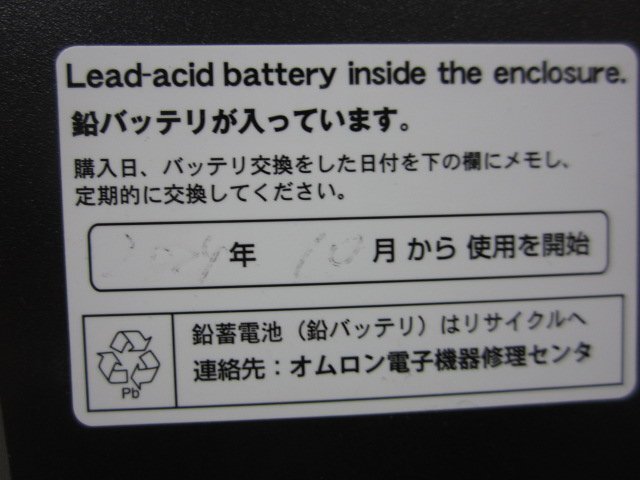 Lead-acid battery inside the enclosure.
鉛バッテリが入っています。
購入日、バッテリ交換をした日付を下の欄にメモし、
定期的に交換してください。
年 10月から 使用を開始
鉛蓄電池（鉛バッテリ）はリサイクルへ
連絡先：オムロン電子機器修理センタ
Pb